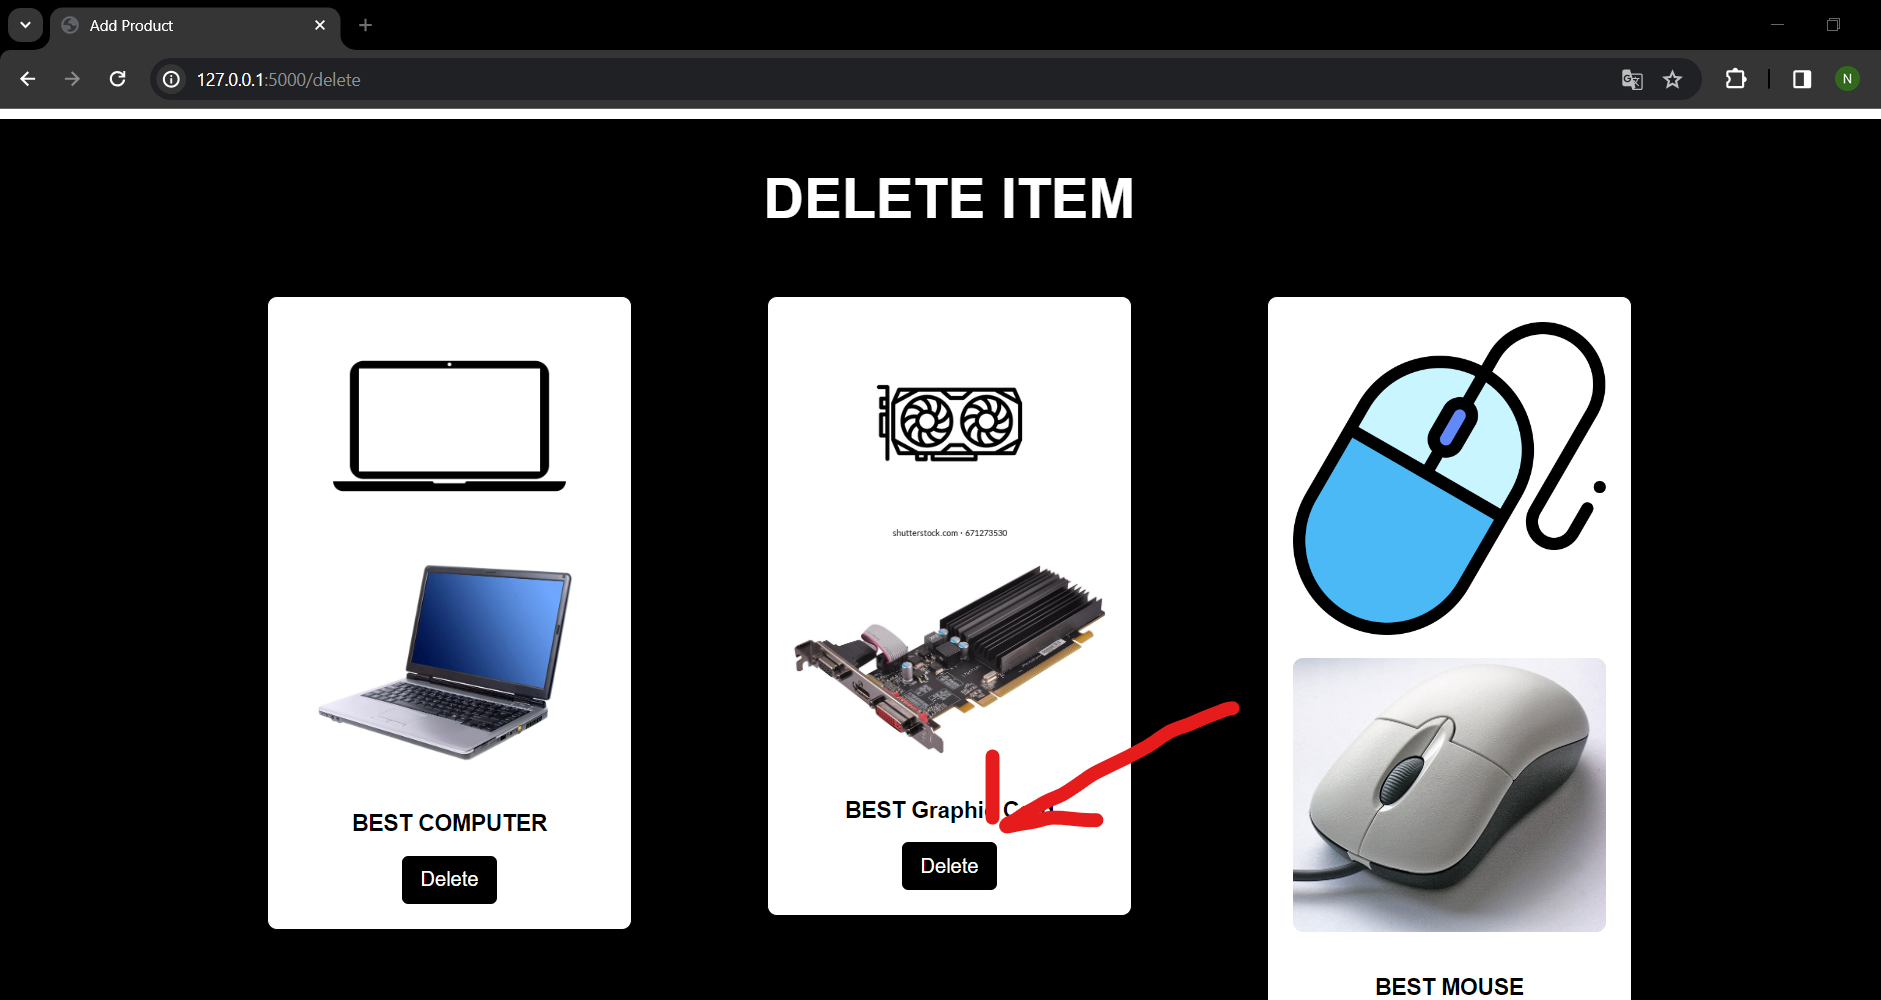 Add Product
127.0.0.1:5000/delete
N
DELETE ITEM
shutterstock.com · 671273530
BEST COMPUTER
Delete
BEST Graphic
Delete
BEST MOUSE